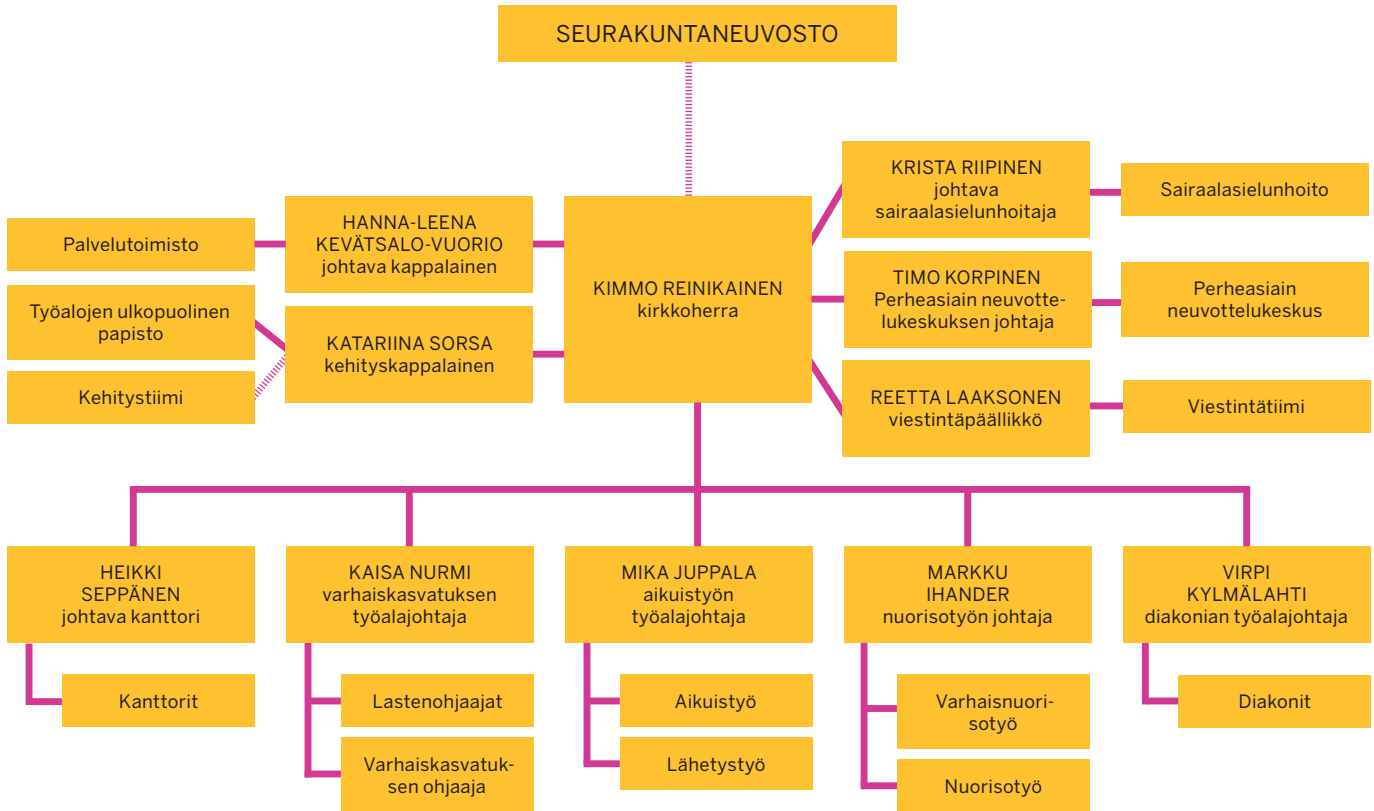 SEURAKUNTANEUVOSTO
KRISTA RIIPINEN
johtava
sairaalasielunhoitaja
Sairaalasielunhoito
HANNA-LEENA
KEVÄTSALO-VUORIO
johtava kappalainen
Palvelutoimisto
KIMMO REINIKAINEN
kirkkoherra
TIMO KORPINEN
Perheasiain neuvotte-
lukeskuksen johtaja
Perheasiain
neuvottelukeskus
Työalojen ulkopuolinen
papisto
KATARIINA SORSA
kehityskappalainen
Kehitystiimi
REETTA LAAKSONEN
viestintäpäällikkö
Viestintätiimi
HEIKKI
SEPPÄNEN
johtava kanttori
Kanttorit
KAISA NURMI
varhaiskasvatuksen
työalajohtaja
Lastenohjaajat
Varhaiskasvatuk-
sen ohjaaja
MIKA JUPPALA
aikuistyön
työalajohtaja
Aikuistyö
Lähetystyö
MARKKU
IHANDER
nuorisotyön johtaja
Varhaisnuori-
sotyö
Nuorisotyö
VIRPI
KYLMÄLAHTI
diakonian työalajohtaja
Diakonit